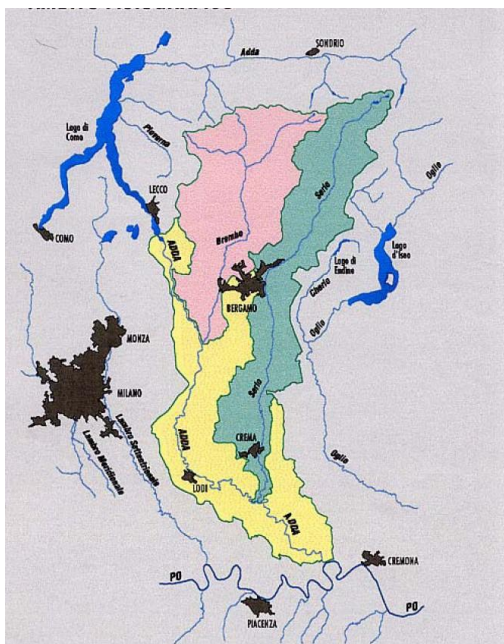 SONDRIO
Adda
Lago di
Como
Pioverna
LECCO
COMO
ADDA
Brembo
Serio
Oglio
Lago
d'Iseo
Lago di
Endine
Cherio
Oglio
BERGAMO
MONZA
MILANO
Lambro Meridionale
Lambro Settentrionale
ADDA
Serio
CREMA
LODI
ADDA
Oglio
CREMONA
PO
PIACENZA
PO